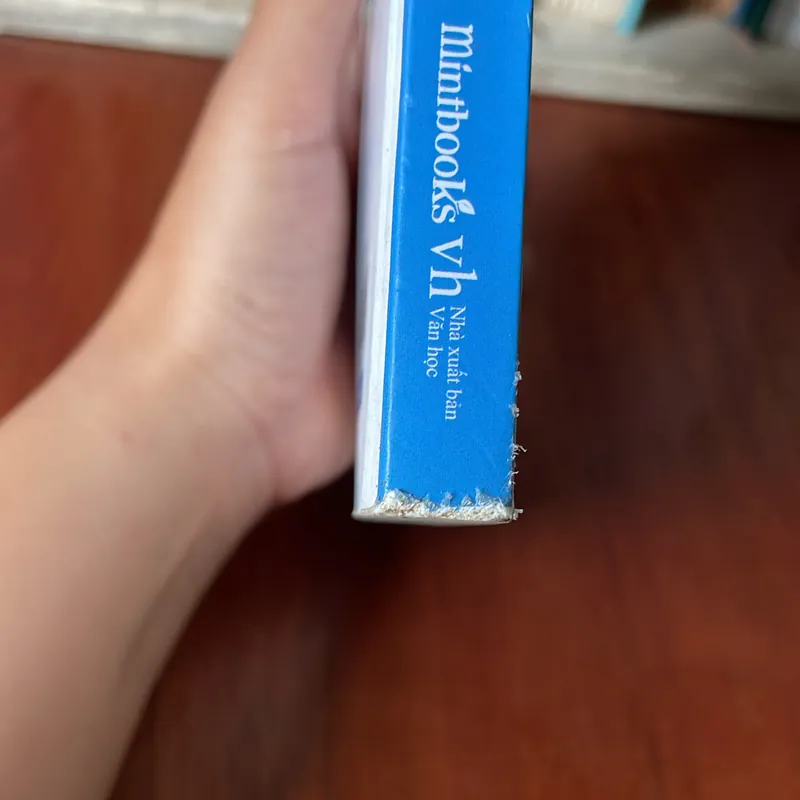 mintbooks
vh
Nhà xuất bản
Văn học